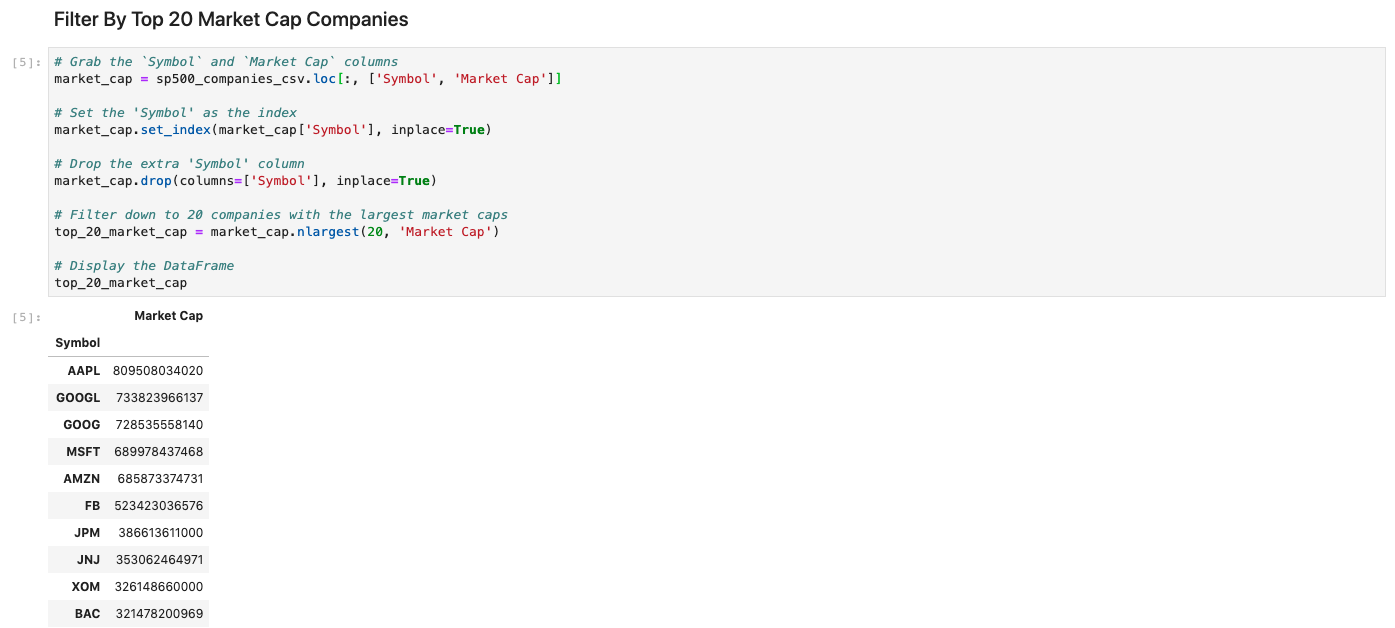 Filter By Top 20 Market Cap Companies
[5]:
# Grab the `Symbol` and `Market Cap` columns
market_cap = sp500_companies_csv.loc[:, ['Symbol', 'Market Cap']]
# Set the 'Symbol' as the index
market_cap.set_index(market_cap['Symbol'], inplace=True)
# Drop the extra 'Symbol' column
market_cap.drop(columns=['Symbol'], inplace=True)
# Filter down to 20 companies with the largest market caps
top_20_market_cap = market_cap.nlargest(20, 'Market Cap')
# Display the DataFrame
top_20_market_cap
[5]:
Market Cap
Symbol
AAPL 809508034020
GOOGL 733823966137
GOOG 728535558140
MSFT 689978437468
AMZN 685873374731
FB 523423036576
JPM 386613611000
JNJ 353062464971
XOM 326148660000
BAC 321478200969